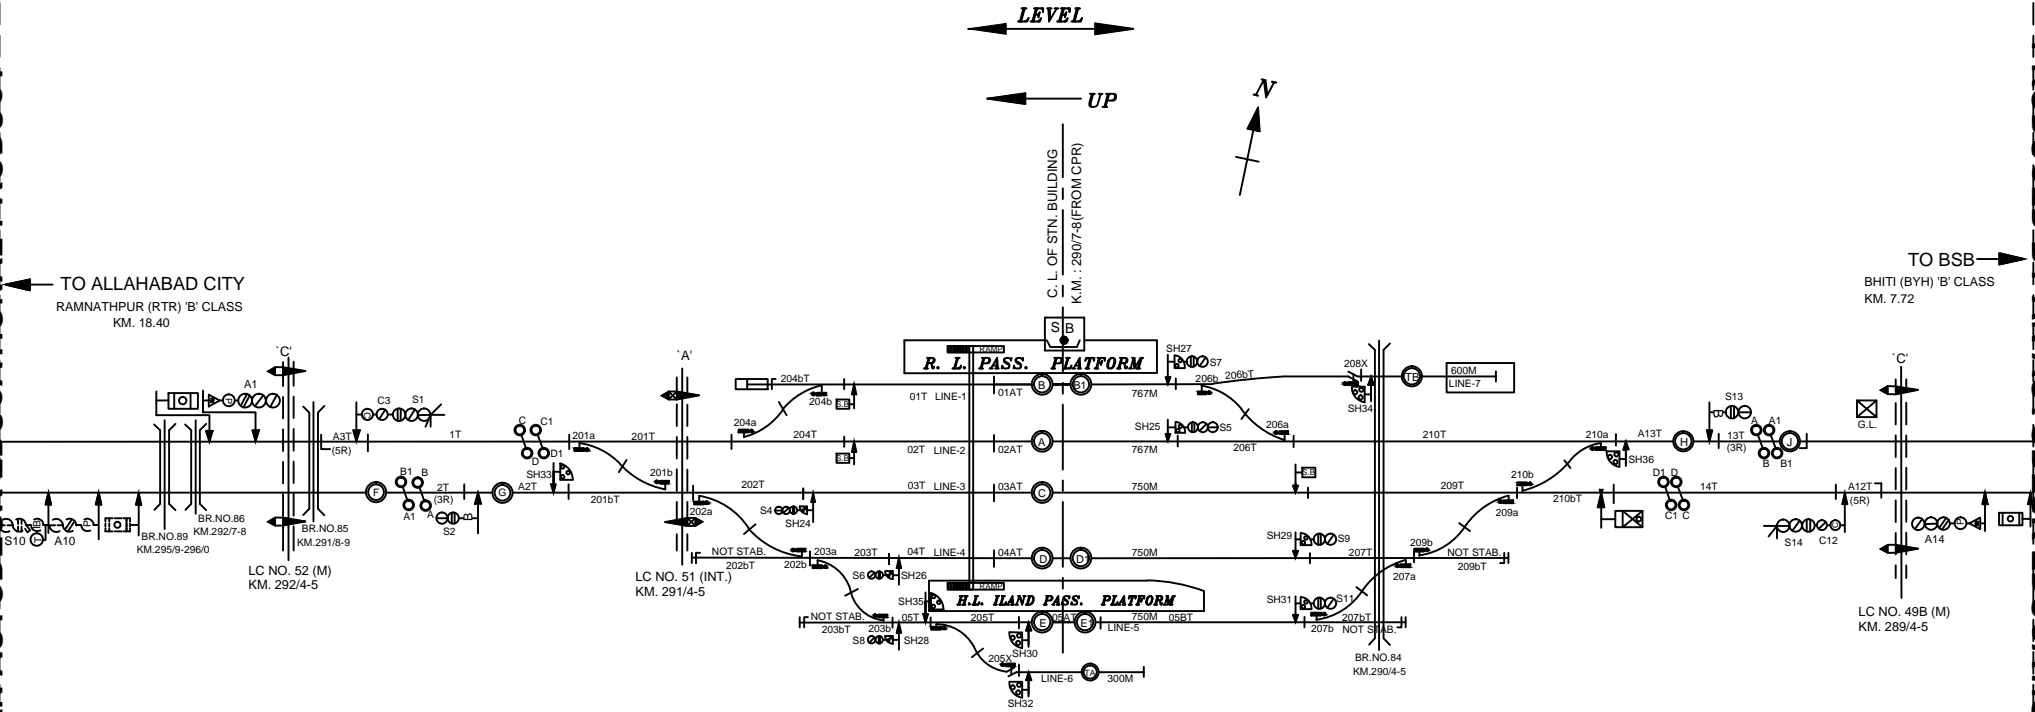 LEVEL
N
UP
C. L. OF STN. BUILDING
K.M. : 290/7-8(FROM CPR)
TO ALLAHABAD CITY
RAMNATHPUR (RTR) 'B' CLASS
KM. 18.40
TO BSB
BHITI (BYH) 'B' CLASS
KM. 7.72
S B
RAMP
R. L. PASS. PLATFORM
`C'
`A'
`C'
A1
C3 S1
SH27
S7
206b
206bT
208X
TB
600M
LINE-7
SH34
204bT
204b
S.B
01T LINE-1
01AT
B
B1
767M
204a
204T
S.B
02T LINE-2
02AT
A
767M
SH25
S5
206a
206T
210T
210a
A13T
H
13T
(3R)
J
S13
A A1
B B1
G.L.
SH36
A3T
(5R)
1T
C C1
D D1
201a
201T
201b
SH33
201bT
F
B1 B
A1 A
2T
(3R)
S2
G
A2T
202T
202a
S4
SH24
03T LINE-3
03AT
C
750M
S.B
209T
210b
210bT
209a
D1 D
C1 C
14T
A12T
(5R)
S14 C12
A14
S10
A10
BR.NO.89
KM.295/9-296/0
BR.NO.86
KM.292/7-8
BR.NO.85
KM.291/8-9
LC NO. 52 (M)
KM. 292/4-5
LC NO. 51 (INT.)
KM. 291/4-5
NOT STAB.
202bT
202b
203a
203T
04T LINE-4
04AT
D
D1
750M
SH29
S9
207T
209b
NOT STAB.
209bT
207a
S6
SH26
RAMP
H.L. ILAND PASS. PLATFORM
SH35
NOT STAB.
203bT
203b
05T
205T
05AT
E
E1
LINE-5
750M
05BT
SH31
S11
207b
207bT
NOT STAB.
S8
SH28
SH30
205X
LINE-6
TA
300M
SH32
BR.NO.84
KM.290/4-5
LC NO. 49B (M)
KM. 289/4-5